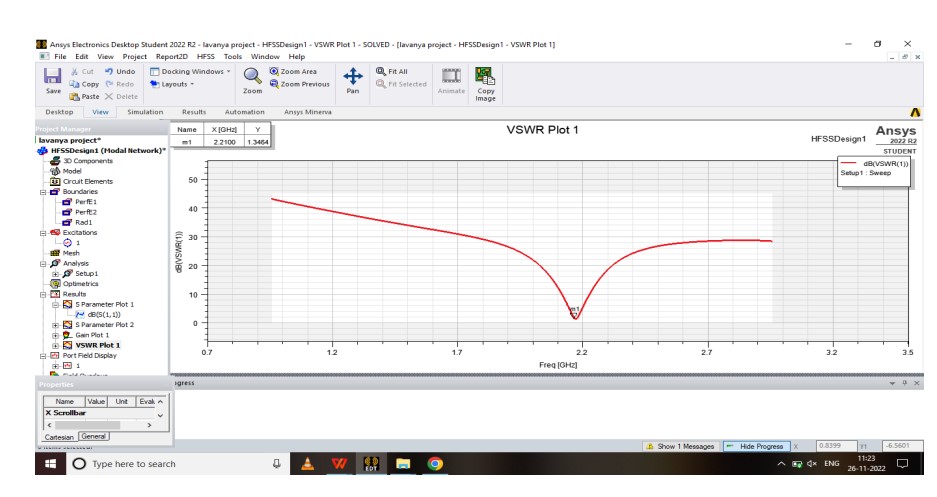 Ansys Electronics Desktop Student 2022 R2 - lavanya project - HFSSDesign1 - VSWR Plot 1 - SOLVED - [lavanya project - HFSSDesign1 - VSWR Plot 1]
File Edit View Project Report2D HFSS Tools Window Help
Save
Cut
Copy
Paste
Undo
Redo
Delete
Docking Windows
Layouts
Zoom
Zoom Area
Zoom Previous
Pan
Fit All
Fit Selected
Animate
Copy
Image
Desktop View Simulation Results Automation Ansys Minerva
Project Manager
lavanya project*
HFSSDesign1 (Modal Network)*
3D Components
Model
Circuit Elements
Boundaries
PerfE1
PerfE2
Rad1
Excitations
1
Mesh
Analysis
Setup1
Optimetrics
Results
S Parameter Plot 1
dB(S(1,1))
S Parameter Plot 2
Gain Plot 1
VSWR Plot 1
Port Field Display
1
Name X [GHz] Y
m1 2.2100 1.3464
VSWR Plot 1
HFSSDesign1
Ansys
2022 R2
STUDENT
dB(VSWR(1))
Setup1 : Sweep
dB(VSWR(1))
50
40
30
20
10
0
m1
0.7 1.2 1.7 2.2 2.7 3.2 3.5
Freq [GHz]
Properties
Name Value Unit
X Scrollbar
Cartesian General
ogress
Show 1 Messages Hide Progress X 0.8399 Y1 -6.5601
Type here to search
EDT
ENG
11:23
26-11-2022